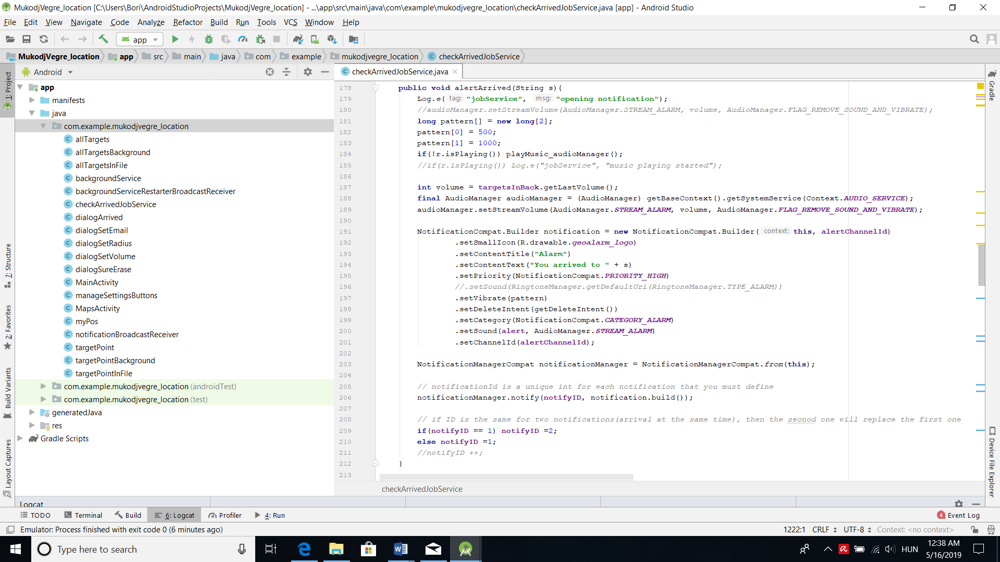 MukodjVegre_location [C:\Users\Bori\AndroidStudioProjects\MukodjVegre_location] - ...\app\src\main\java\com\example\mukodjvegre_location\checkArrivedJobService.java [app] - Android Studio
File Edit View Navigate Code Analyze Refactor Build Run Tools VCS Window Help
app
MukodjVegre_location app src main java com example mukodjvegre_location checkArrivedJobService
Android
checkArrivedJobService.java
1: Project
7: Structure
2: Favorites
Build Variants
Layout Captures
app
manifests
java
com.example.mukodjvegre_location
allTargets
allTargetsBackground
allTargetsInFile
backgroundService
backgroundServiceRestarterBroadcastReceiver
checkArrivedJobService
dialogArrived
dialogSetEmail
dialogSetRadius
dialogSetVolume
dialogSureErase
MainActivity
manageSettingsButtons
MapsActivity
myPos
notificationBroadcastReceiver
targetPoint
targetPointBackground
targetPointInFile
com.example.mukodjvegre_location (androidTest)
com.example.mukodjvegre_location (test)
generatedJava
res
Gradle Scripts
178 public void alertArrived(String s){
179 Log.e( tag: "jobService", msg: "opening notification");
180 //audioManager.setStreamVolume(AudioManager.STREAM_ALARM, volume, AudioManager.FLAG_REMOVE_SOUND_AND_VIBRATE);
181 long pattern[] = new long[2];
182 pattern[0] = 500;
183 pattern[1] = 1000;
184 if(!r.isPlaying()) playMusic_audioManager();
185 //if(r.isPlaying()) Log.e("jobService", "music playing started");
186
187 int volume = targetsInBack.getLastVolume();
188 final AudioManager audioManager = (AudioManager) getBaseContext().getSystemService(Context.AUDIO_SERVICE);
189 audioManager.setStreamVolume(AudioManager.STREAM_ALARM, volume, AudioManager.FLAG_REMOVE_SOUND_AND_VIBRATE);
190
191 NotificationCompat.Builder notification = new NotificationCompat.Builder( context: this, alertChannelId)
192 .setSmallIcon(R.drawable.geoalarm_logo)
193 .setContentTitle("Alarm")
194 .setContentText("You arrived to " + s)
195 .setPriority(NotificationCompat.PRIORITY_HIGH)
196 //.setSound(RingtoneManager.getDefaultUri(RingtoneManager.TYPE_ALARM))
197 .setVibrate(pattern)
198 .setDeleteIntent(getDeleteIntent())
199 .setCategory(NotificationCompat.CATEGORY_ALARM)
200 .setSound(alert, AudioManager.STREAM_ALARM)
201 .setChannelId(alertChannelId);
202
203 NotificationManagerCompat notificationManager = NotificationManagerCompat.from(this);
204
205 // notificationId is a unique int for each notification that you must define
206 notificationManager.notify(notifyID, notification.build());
207
208 // if ID is the same for two notifications(arrival at the same time), then the secnod one will replace the first one
209 if(notifyID == 1) notifyID =2;
210 else notifyID =1;
211 //notifyID ++;
212 }
213
checkArrivedJobService
Gradle
Device File Explorer
Logcat
TODO Terminal Build 6: Logcat Profiler 4: Run 4 Event Log
Emulator: Process finished with exit code 0 (6 minutes ago) 1222:1 CRLF UTF-8 Context: <no context>
Type here to search HUN 12:38 AM
5/16/2019